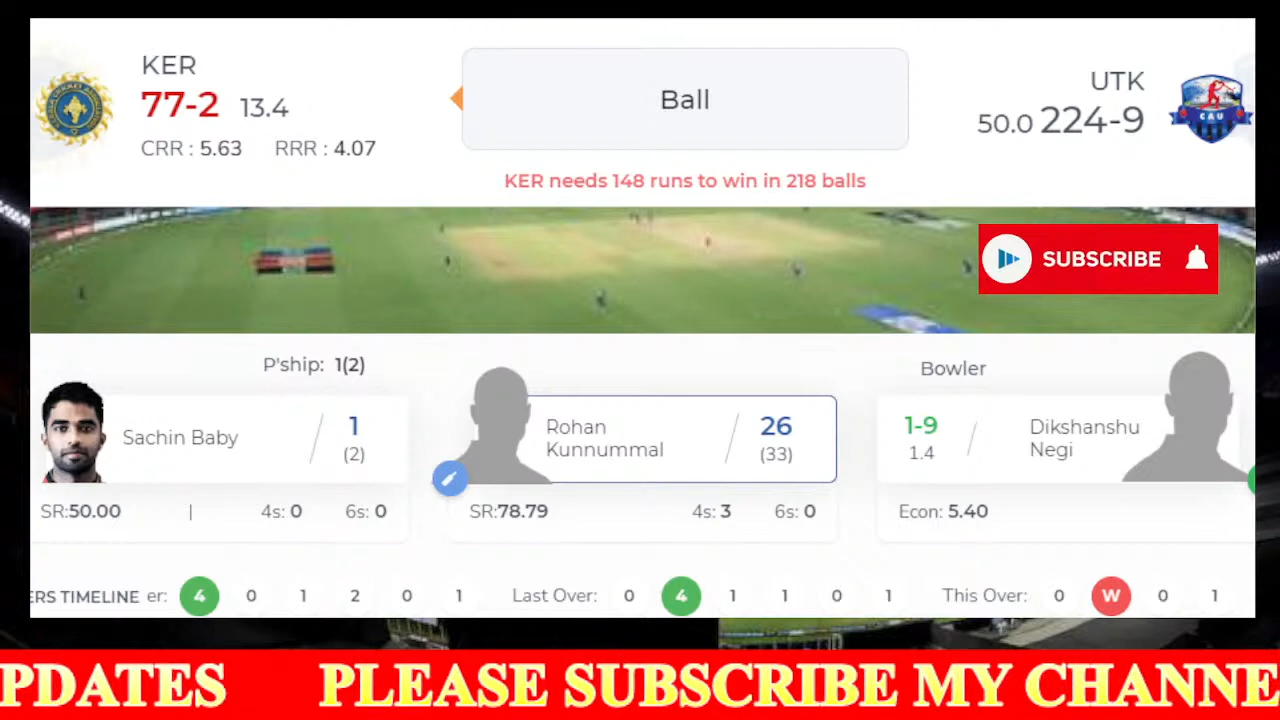 KER
77-2 13.4
CRR : 5.63 RRR : 4.07
Ball
KER needs 148 runs to win in 218 balls
UTK
50.0 224-9
CAU
SUBSCRIBE
P'ship: 1(2)
Sachin Baby
1
(2)
SR:50.00 | 4s: 0 6s: 0
Rohan
Kunnummal
26
(33)
SR:78.79 4s: 3 6s: 0
Bowler
1-9
1.4
Dikshanshu
Negi
Econ: 5.40
ERS TIMELINE er: 4 0 1 2 0 1 Last Over: 0 4 1 1 0 1 This Over: 0 W 0 1
PDATES PLEASE SUBSCRIBE MY CHANNE